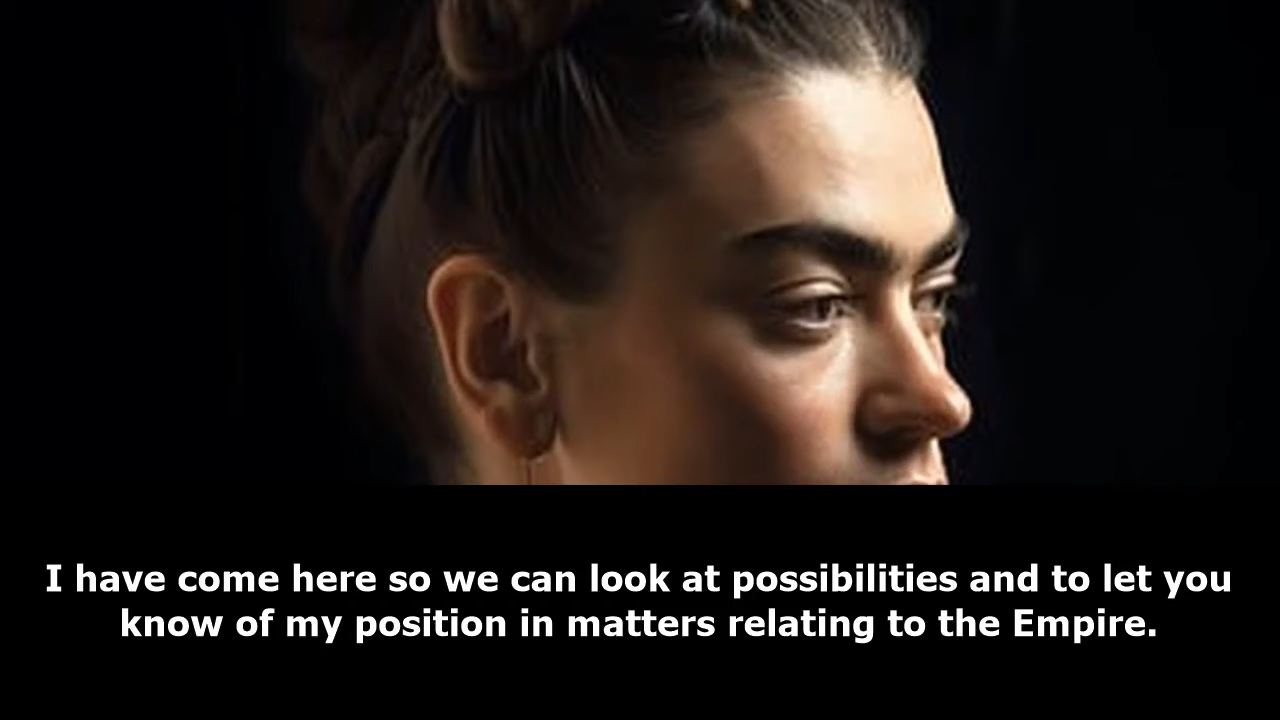 I have come here so we can look at possibilities and to let you
know of my position in matters relating to the Empire.